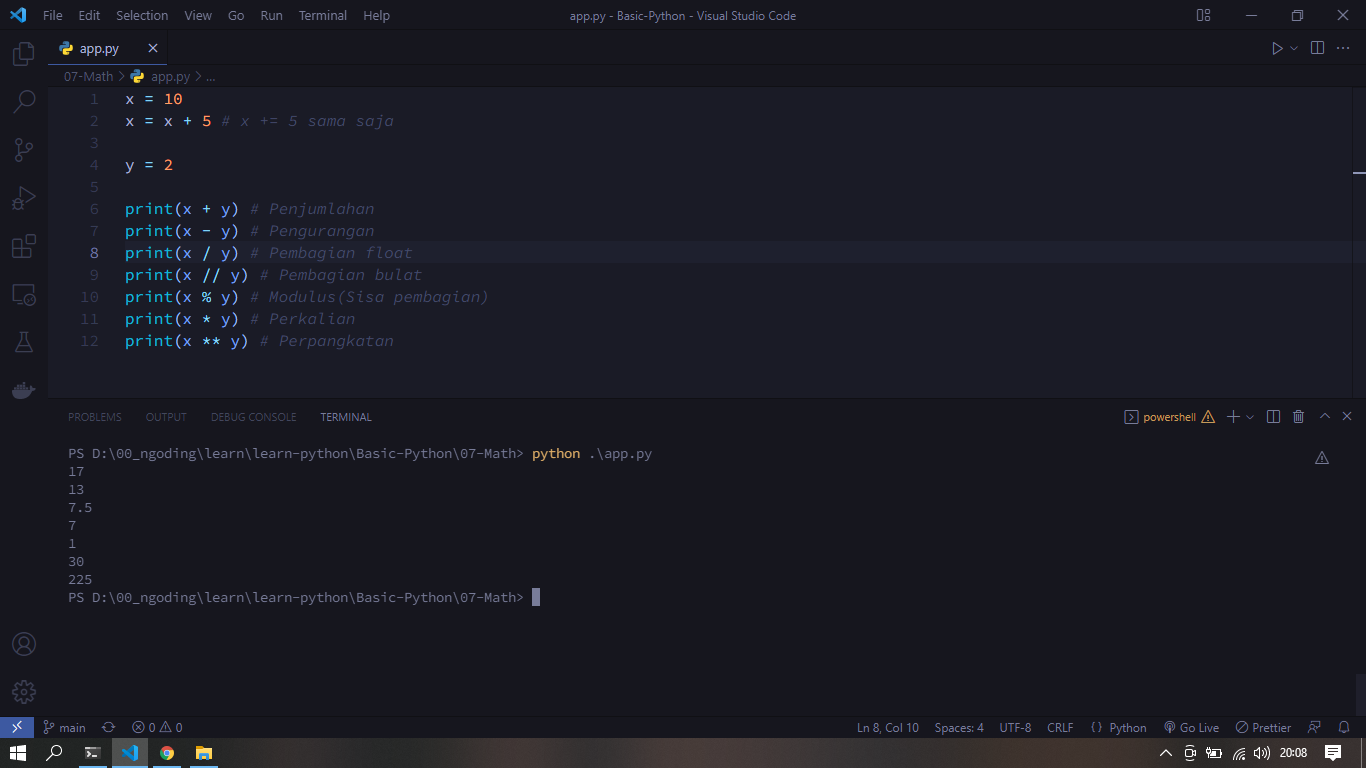 File Edit Selection View Go Run Terminal Help app.py - Basic-Python - Visual Studio Code
app.py
07-Math > app.py > ...
1 x = 10
2 x = x + 5 # x += 5 sama saja
3
4 y = 2
5
6 print(x + y) # Penjumlahan
7 print(x - y) # Pengurangan
8 print(x / y) # Pembagian float
9 print(x // y) # Pembagian bulat
10 print(x % y) # Modulus(Sisa pembagian)
11 print(x * y) # Perkalian
12 print(x ** y) # Perpangkatan
PROBLEMS OUTPUT DEBUG CONSOLE TERMINAL powershell
PS D:\00_ngoding\learn\learn-python\Basic-Python\07-Math> python .\app.py
17
13
7.5
7
1
30
225
PS D:\00_ngoding\learn\learn-python\Basic-Python\07-Math>
main 0 0 Ln 8, Col 10 Spaces: 4 UTF-8 CRLF { } Python Go Live Prettier
20:08